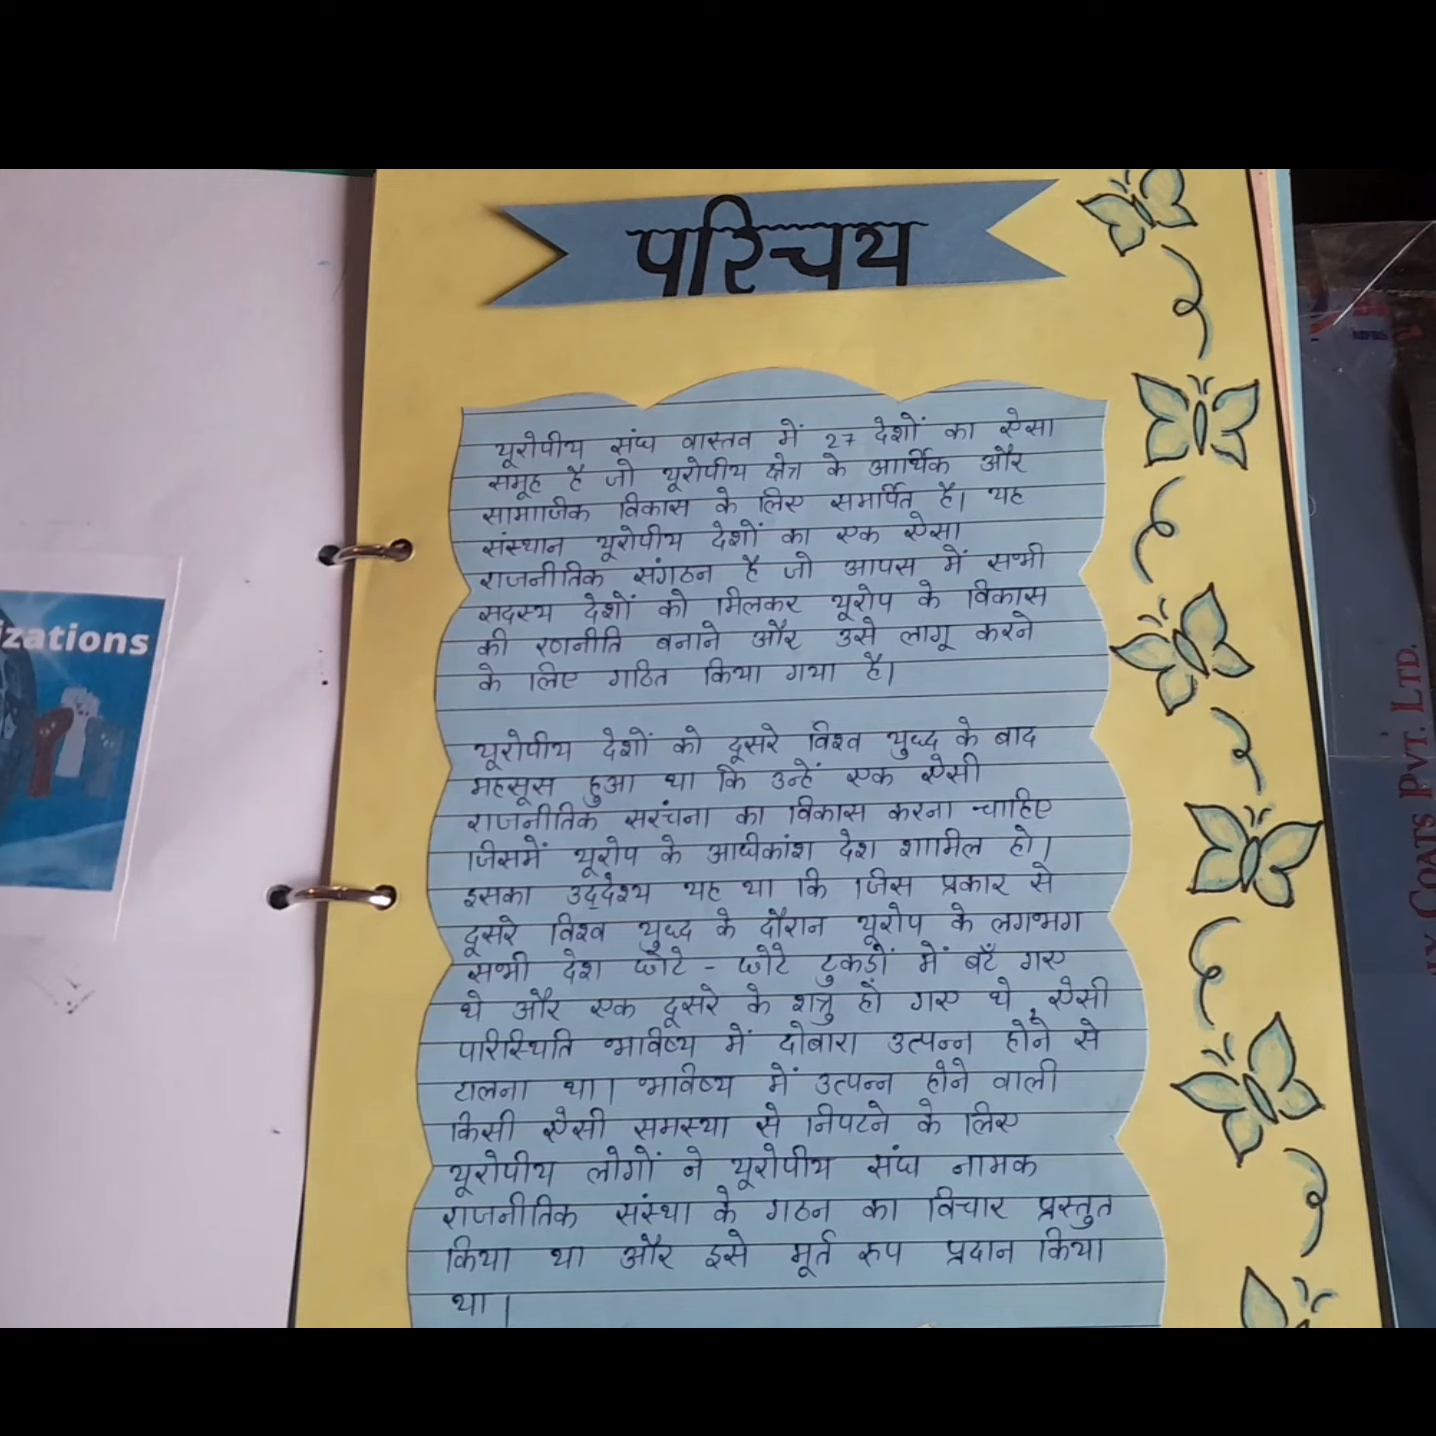 परिचय
यूरोपीय संघ वास्तव में 27 देशों का ऐसा
समूह है जो यूरोपीय क्षेत्र के आर्थिक और
सामाजिक विकास के लिए समर्पित है। यह
संस्थान यूरोपीय देशों का एक ऐसा
राजनीतिक संगठन है जो आपस में सभी
सदस्य देशों को मिलकर यूरोप के विकास
की रणनीति बनाने और उसे लागू करने
के लिए गठित किया गया है।
यूरोपीय देशों को दूसरे विश्व युद्ध के बाद
महसूस हुआ था कि उन्हें एक ऐसी
राजनीतिक सरंचना का विकास करना चाहिए
जिसमें यूरोप के अधिकांश देश शामिल हो।
इसका उद्देश्य यह था कि जिस प्रकार से
दूसरे विश्व युद्ध के दौरान यूरोप के लगभग
सभी देश छोटे - छोटे टुकड़ों में बटँ गए
थे और एक दूसरे के शत्रु हो गए थे, ऐसी
परिस्थिति भविष्य में दोबारा उत्पन्न होने से
टालना था। भविष्य में उत्पन्न होने वाली
किसी ऐसी समस्या से निपटने के लिए
यूरोपीय लोगों ने यूरोपीय संघ नामक
राजनीतिक संस्था के गठन का विचार प्रस्तुत
किया था और इसे मूर्त रुप प्रदान किया
था।
izations
COATS PVT. LTD.